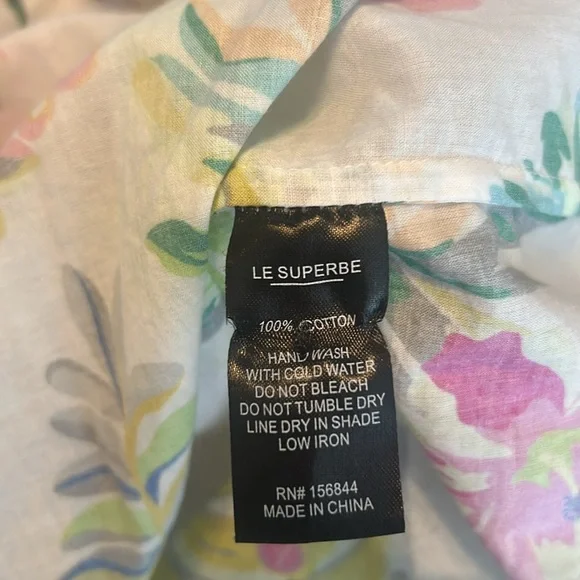 LE SUPERBE
100% COTTON
HAND WASH
WITH COLD WATER
DO NOT BLEACH
DO NOT TUMBLE DRY
LINE DRY IN SHADE
LOW IRON
RN# 156844
MADE IN CHINA